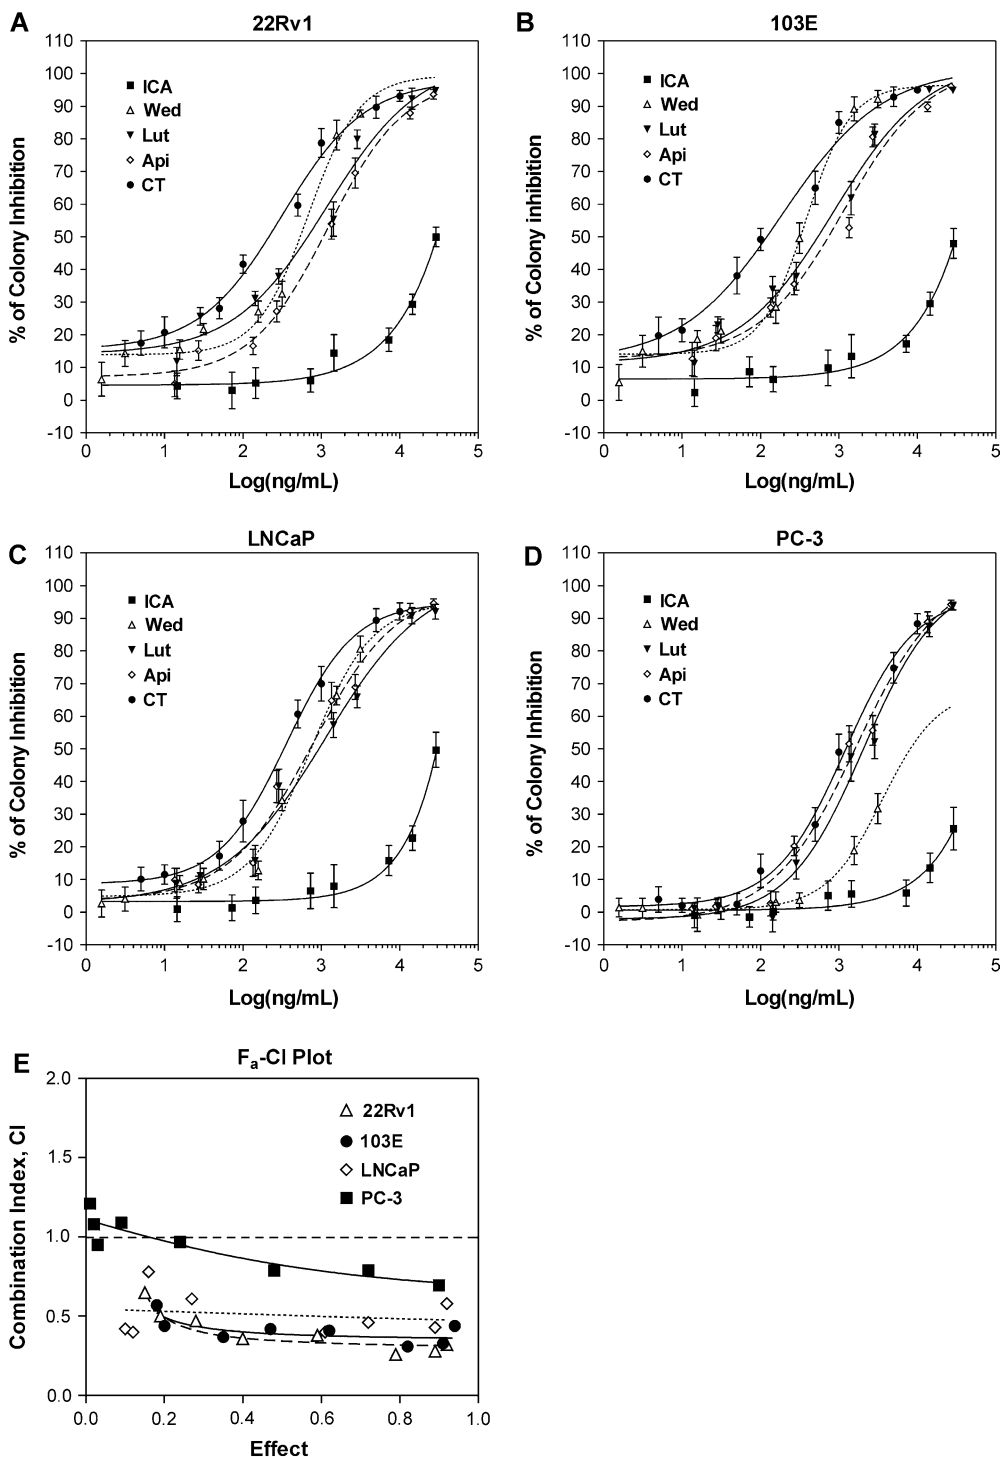 A
22Rv1
% of Colony Inhibition
110
100
90
80
70
60
50
40
30
20
10
0
-10
ICA
Wed
Lut
Api
CT
0 1 2 3 4 5
Log(ng/mL)
B
103E
% of Colony inhibition
110
100
90
80
70
60
50
40
30
20
10
0
-10
ICA
Wed
Lut
Api
CT
0 1 2 3 4 5
Log(ng/mL)
C
LNCaP
% of Colony Inhibition
110
100
90
80
70
60
50
40
30
20
10
0
-10
ICA
Wed
Lut
Api
CT
0 1 2 3 4 5
Log(ng/mL)
D
PC-3
% of Colony Inhibition
110
100
90
80
70
60
50
40
30
20
10
0
-10
ICA
Wed
Lut
Api
CT
0 1 2 3 4 5
Log(ng/mL)
E
Fa-CI Plot
Combination Index, CI
2.0
1.5
1.0
0.5
0.0
22Rv1
103E
LNCaP
PC-3
0.0 0.2 0.4 0.6 0.8 1.0
Effect